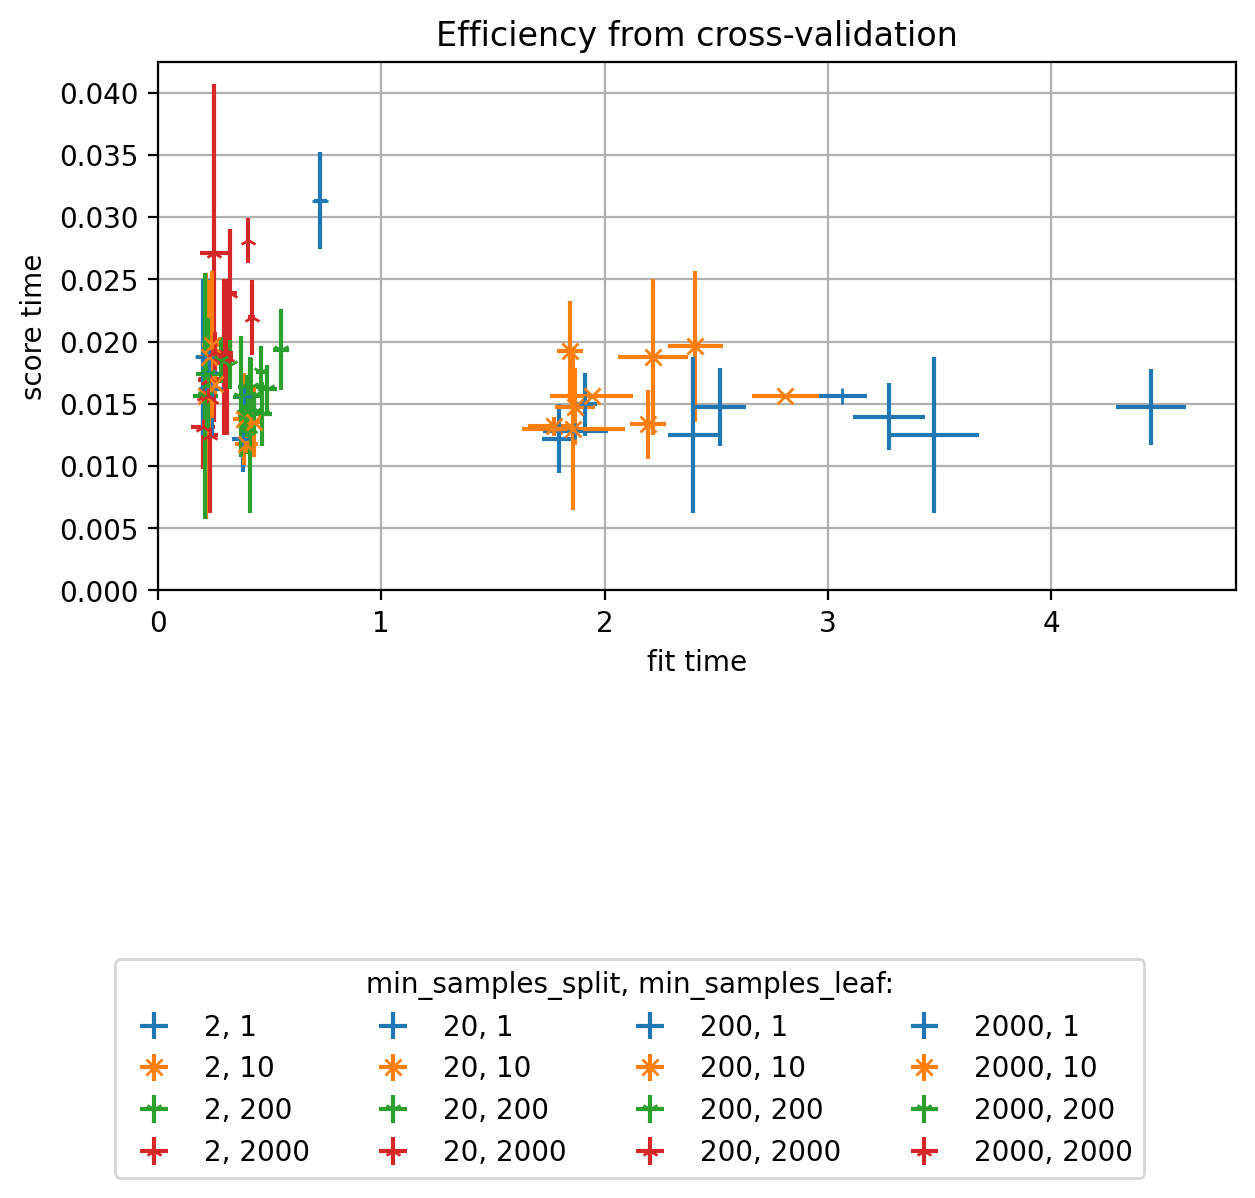 Efficiency from cross-validation
score time
0.040
0.035
0.030
0.025
0.020
0.015
0.010
0.005
0.000
0 1 2 3 4
fit time
min_samples_split, min_samples_leaf:
2, 1 20, 1 200, 1 2000, 1
2, 10 20, 10 200, 10 2000, 10
2, 200 20, 200 200, 200 2000, 200
2, 2000 20, 2000 200, 2000 2000, 2000